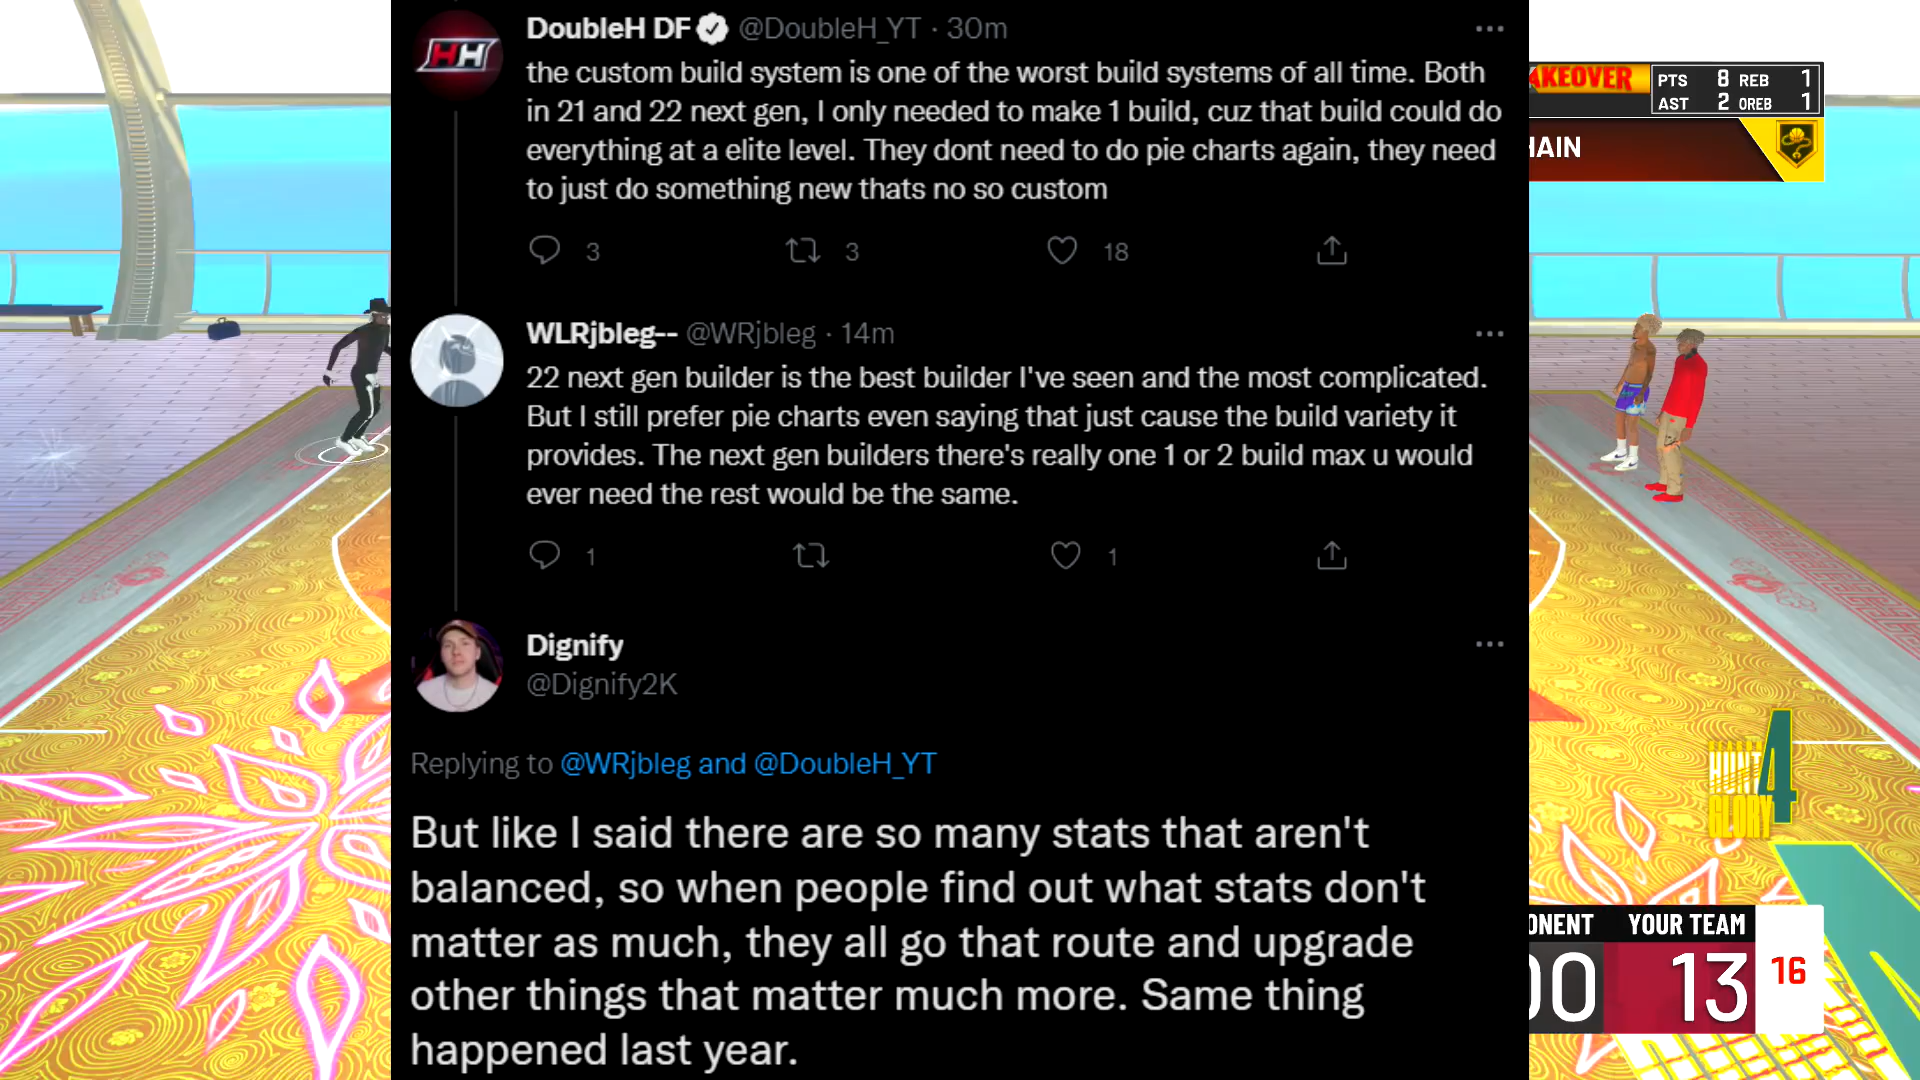 DoubleH DF @DoubleH_YT · 30m
the custom build system is one of the worst build systems of all time. Both
in 21 and 22 next gen, I only needed to make 1 build, cuz that build could do
everything at a elite level. They dont need to do pie charts again, they need
to just do something new thats no so custom
3 3 18
WLRjbleg-- @WRjbleg · 14m
22 next gen builder is the best builder I've seen and the most complicated.
But I still prefer pie charts even saying that just cause the build variety it
provides. The next gen builders there's really one 1 or 2 build max u would
ever need the rest would be the same.
1 1
Dignify
@Dignify2K
Replying to @WRjbleg and @DoubleH_YT
But like I said there are so many stats that aren't
balanced, so when people find out what stats don't
matter as much, they all go that route and upgrade
other things that matter much more. Same thing
happened last year.
HH
AKEOVER
PTS 8 REB 1
AST 2 OREB 1
HAIN
HUNT 4
GLORY
ONENT YOUR TEAM
00 13 16